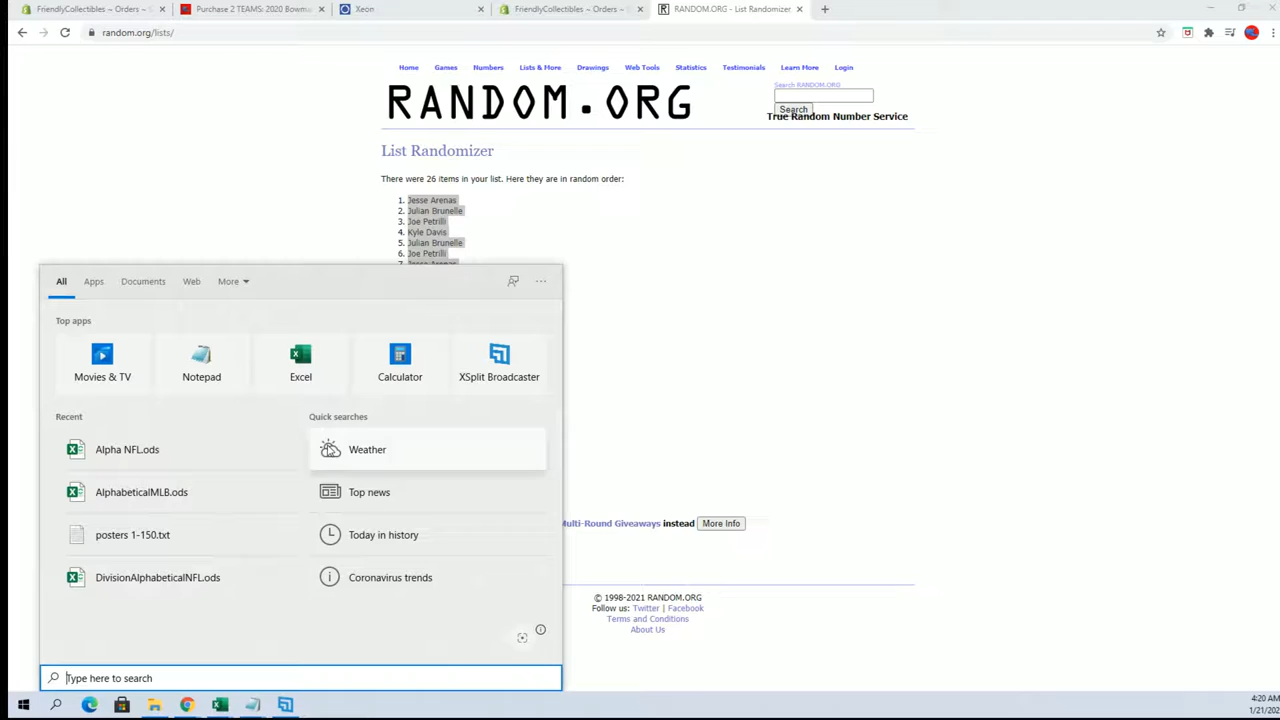 FriendlyCollectibles ~ Orders ~ S
Purchase 2 TEAMS: 2020 Bowma
Xeon
FriendlyCollectibles ~ Orders ~ S
RANDOM.ORG - List Randomizer
random.org/lists/
Home Games Numbers Lists & More Drawings Web Tools Statistics Testimonials Learn More Login
RANDOM.ORG
Search RANDOM.ORG
Search
True Random Number Service
List Randomizer
There were 26 items in your list. Here they are in random order:
1. Jesse Arenas
2. Julian Brunelle
3. Joe Petrilli
4. Kyle Davis
5. Julian Brunelle
6. Joe Petrilli
7. Jesse Arenas
All Apps Documents Web More
Top apps
Movies & TV Notepad Excel Calculator XSplit Broadcaster
Recent
Alpha NFL.ods
AlphabeticalMLB.ods
posters 1-150.txt
DivisionAlphabeticalNFL.ods
Quick searches
Weather
Top news
Today in history
Coronavirus trends
Multi-Round Giveaways instead More Info
© 1998-2021 RANDOM.ORG
Follow us: Twitter | Facebook
Terms and Conditions
About Us
Type here to search
4:20 AM
1/21/202